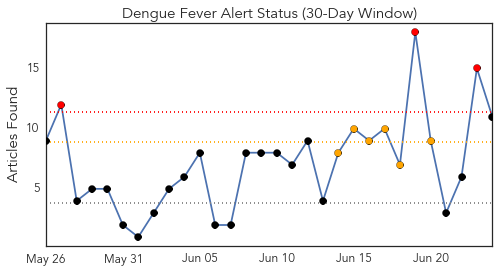 Dengue Fever Alert Status (30-Day Window)
Articles Found
15
10
5
May 26 May 31 Jun 05 Jun 10 Jun 15 Jun 20